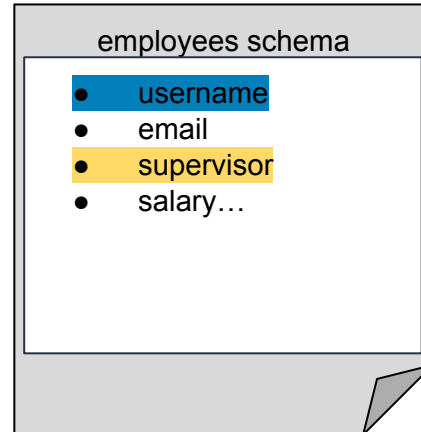 employees schema
● username
● email
● supervisor
● salary…